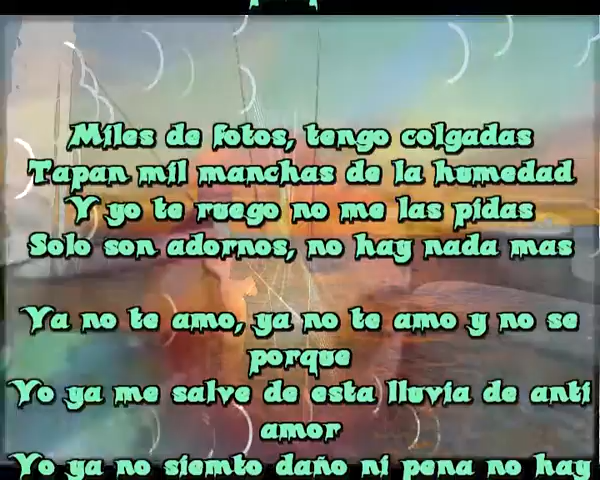 Miles de fotos, tengo colgadas
Tapan mil manchas de la humedad
Y yo te ruego no me las pidas
Solo son adornos, no hay nada mas
Ya no te amo, ya no te amo y no se
porque
Yo ya me salve de esta lluvia de anti
amor
Yo ya no siemto daño ni pena no hay